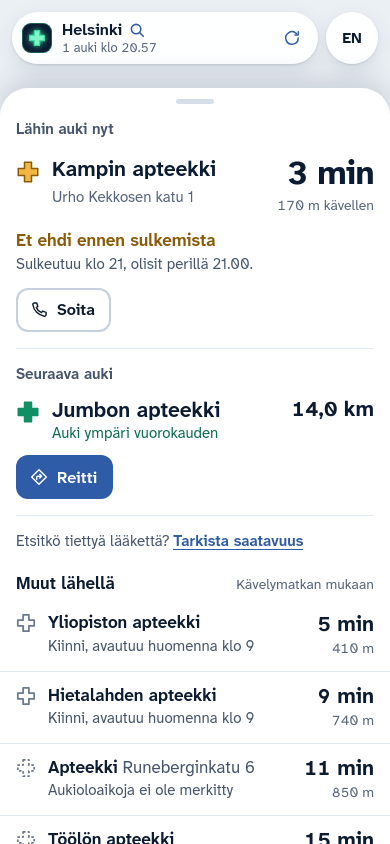 Helsinki
1 auki klo 20.57
EN
Lähin auki nyt
Kampin apteekki
3 min
Urho Kekkosen katu 1
170 m kävellen
Et ehdi ennen sulkemista
Sulkeutuu klo 21, olisit perillä 21.00.
Soita
Seuraava auki
Jumbon apteekki
14,0 km
Auki ympäri vuorokauden
Reitti
Etsitkö tiettyä lääkettä? Tarkista saatavuus
Muut lähellä
Kävelymatkan mukaan
Yliopiston apteekki
5 min
Kiinni, avautuu huomenna klo 9
410 m
Hietalahden apteekki
9 min
Kiinni, avautuu huomenna klo 9
740 m
Apteekki Runeberginkatu 6
11 min
Aukioloaikoja ei ole merkitty
850 m
Töölön apteekki
15 min